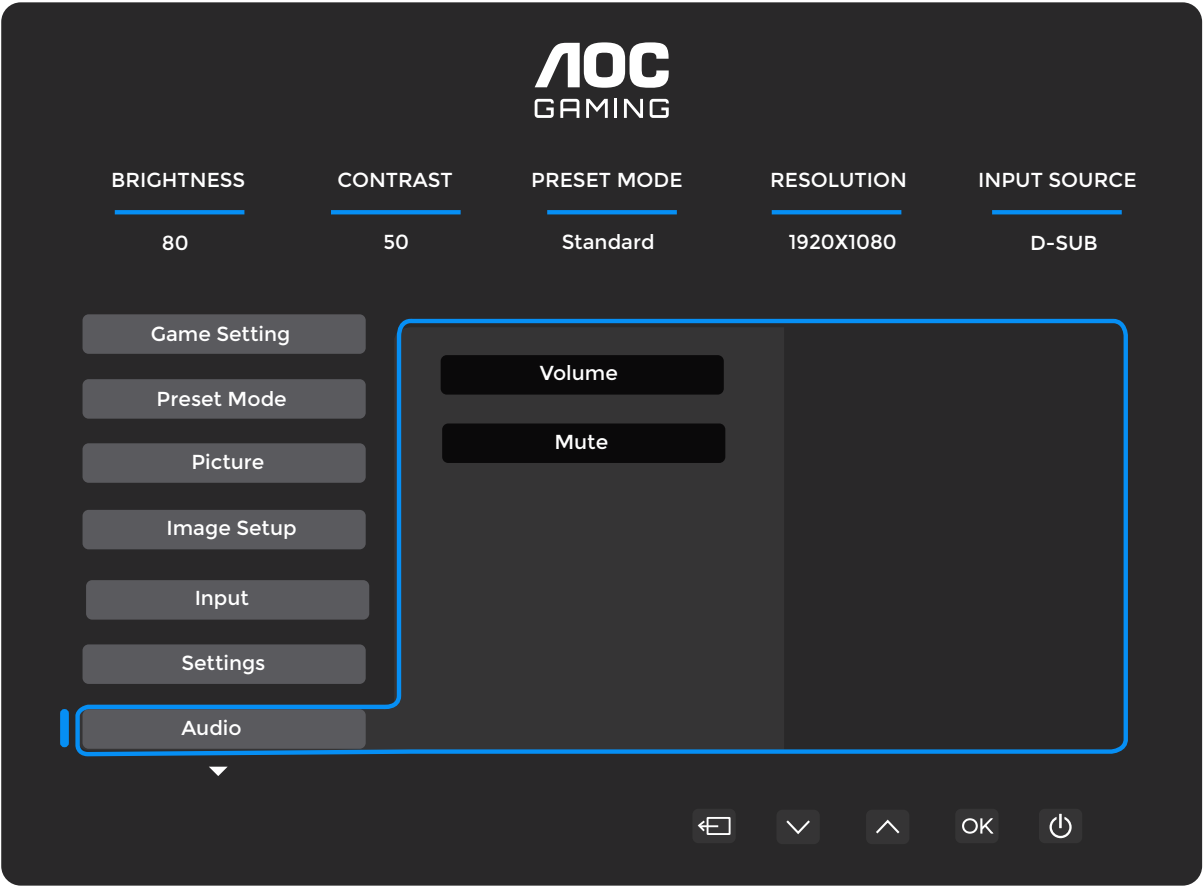 AOC
GAMING
BRIGHTNESS CONTRAST PRESET MODE RESOLUTION INPUT SOURCE
80 50 Standard 1920X1080 D-SUB
Game Setting
Preset Mode
Picture
Image Setup
Input
Settings
Audio
Volume
Mute
OK